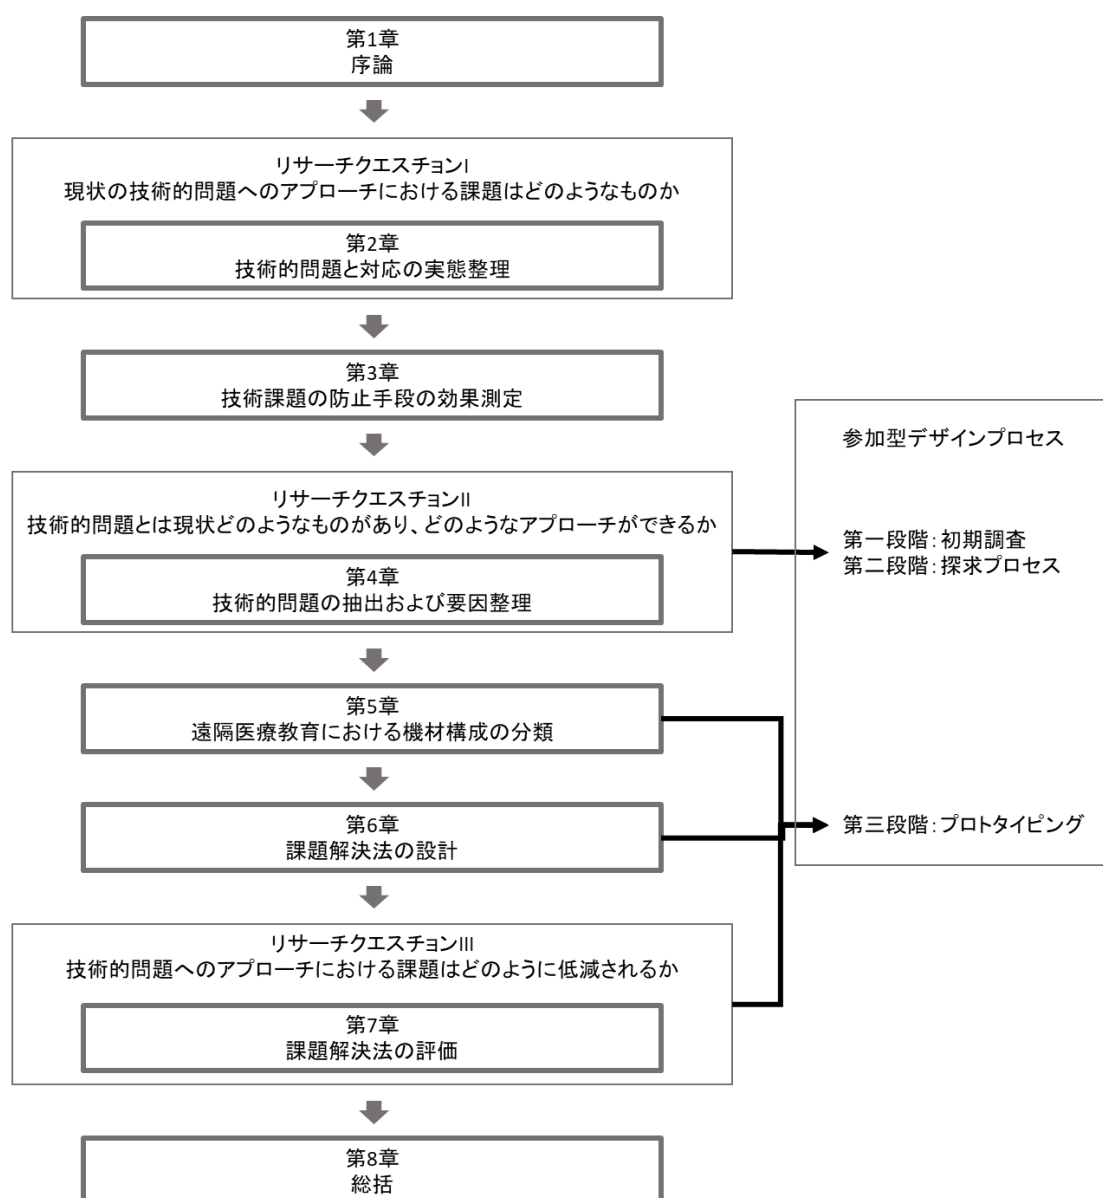 第1章
序論
リサーチクエスチョンI
現状の技術的問題へのアプローチにおける課題はどのようなものか
第2章
技術的問題と対応の実態整理
第3章
技術課題の防止手段の効果測定
リサーチクエスチョンII
技術的問題とは現状どのようなものがあり、どのようなアプローチができるか
第4章
技術的問題の抽出および要因整理
第5章
遠隔医療教育における機材構成の分類
第6章
課題解決法の設計
リサーチクエスチョンIII
技術的問題へのアプローチにおける課題はどのように低減されるか
第7章
課題解決法の評価
第8章
総括
参加型デザインプロセス
第一段階：初期調査
第二段階：探求プロセス
第三段階：プロトタイピング